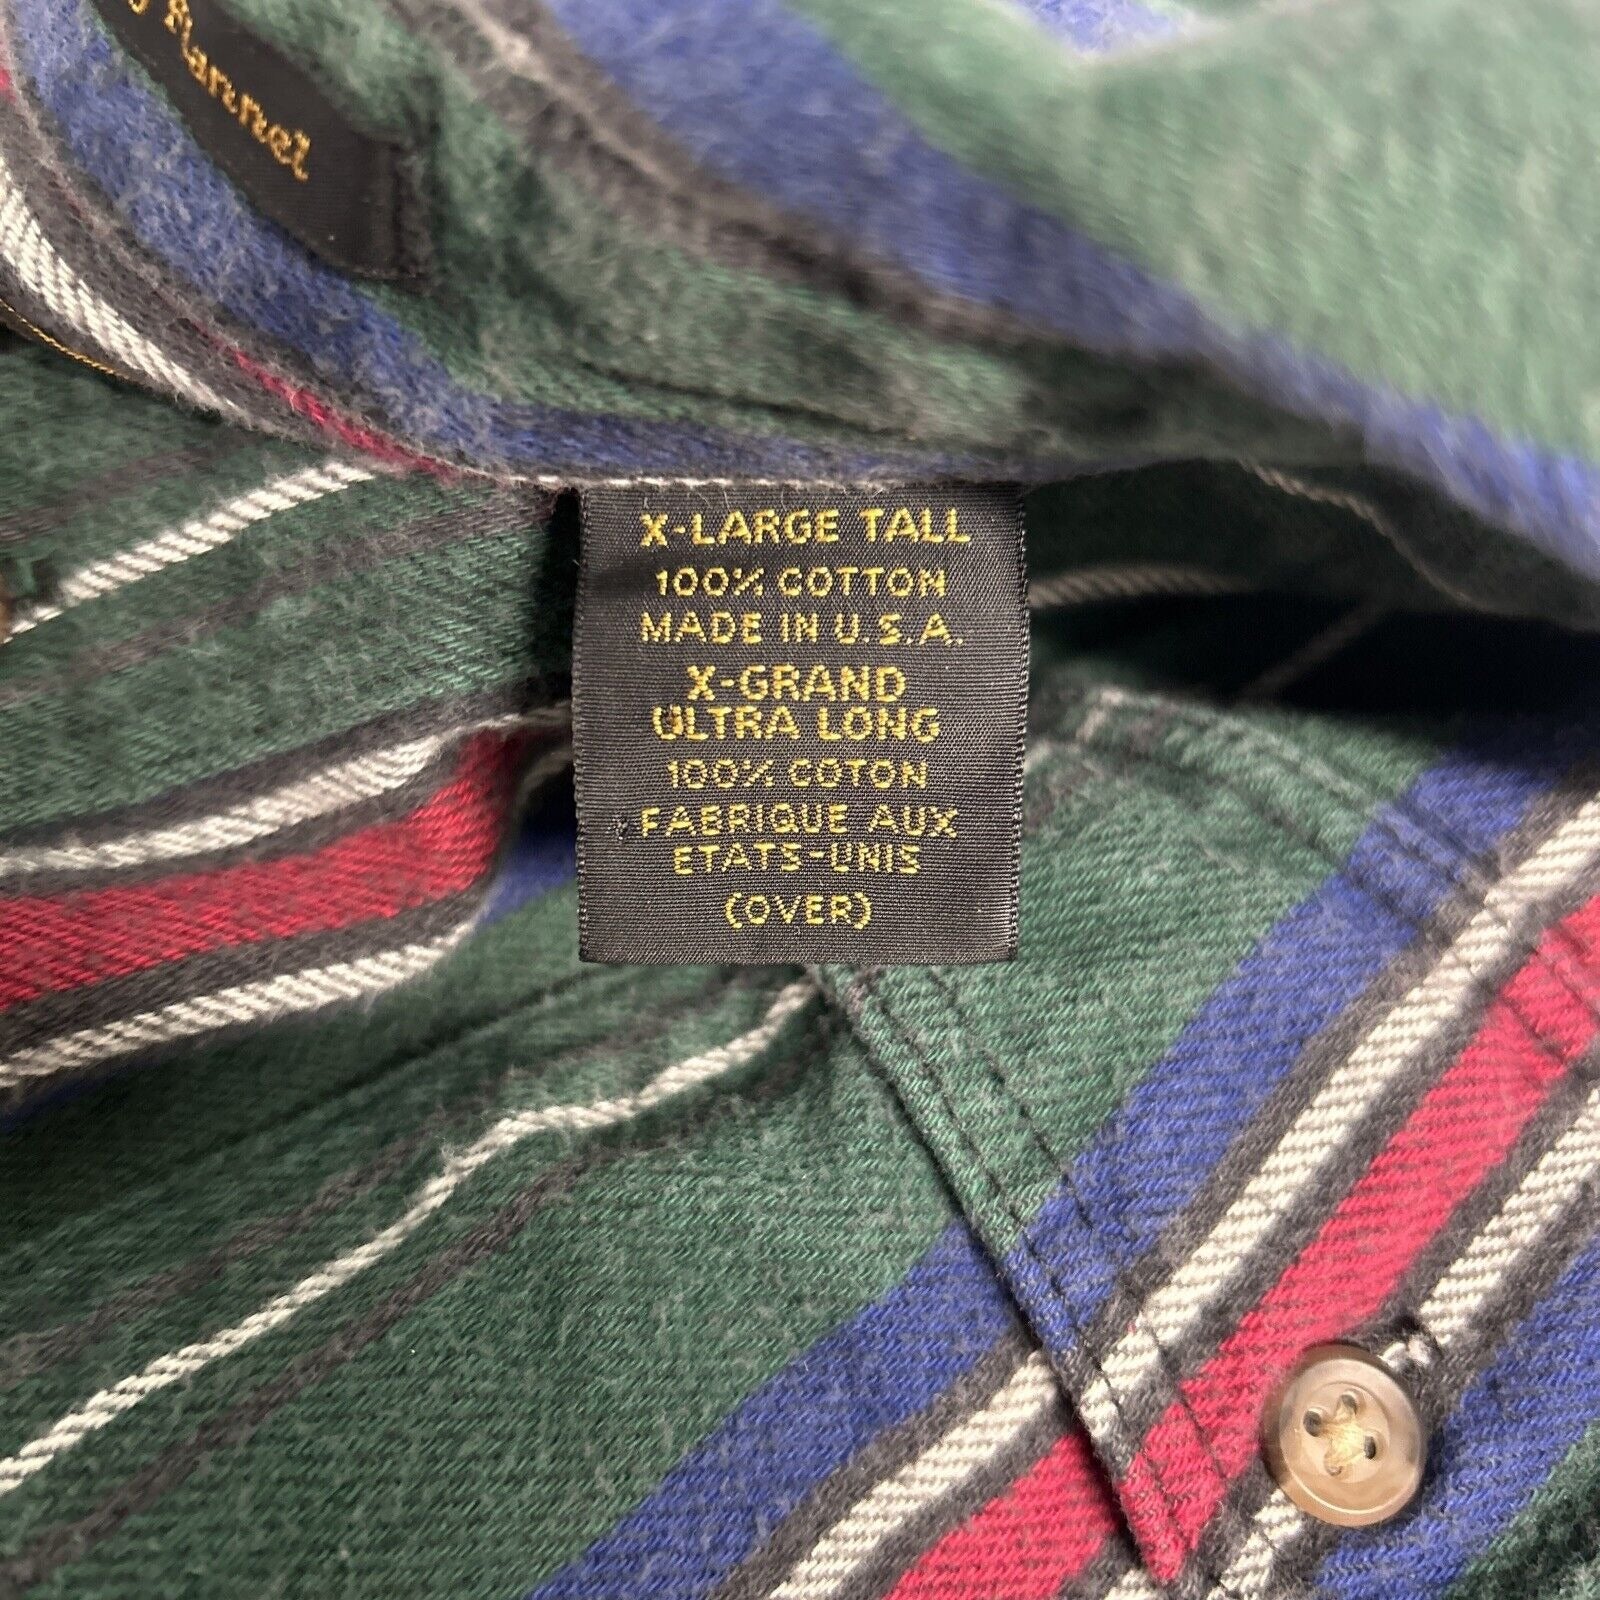 Flannel
X-LARGE TALL
100% COTTON
MADE IN U.S.A.
X-GRAND
ULTRA LONG
100% COTON
FABRIQUE AUX
ETATS-UNIS
(OVER)